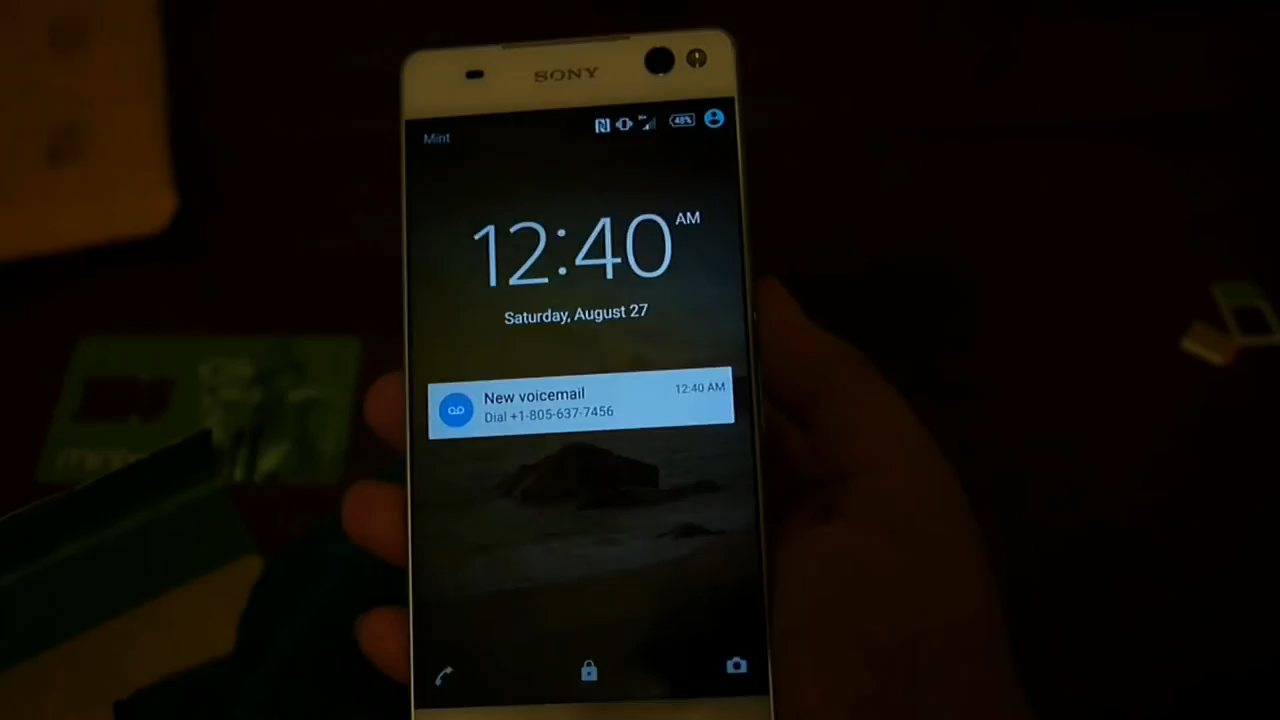 SONY
Mint
48%
12:40 AM
Saturday, August 27
New voicemail
12:40 AM
Dial +1-805-637-7456